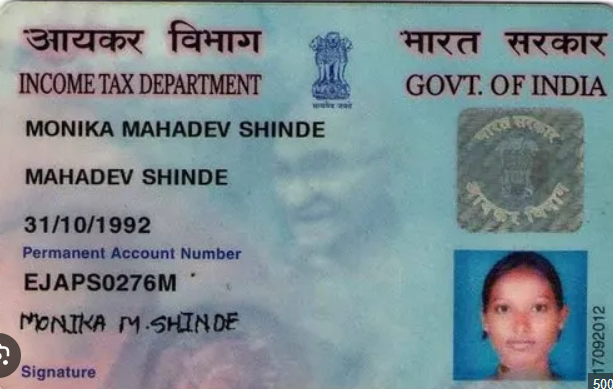 आयकर विभाग
भारत सरकार
INCOME TAX DEPARTMENT
GOVT. OF INDIA
सत्यमेव जयते
MONIKA MAHADEV SHINDE
MAHADEV SHINDE
31/10/1992
Permanent Account Number
EJAPS0276M
MONIKA M.SHINDE
Signature
भारत सरकार
आयकर विभाग
17092012
500